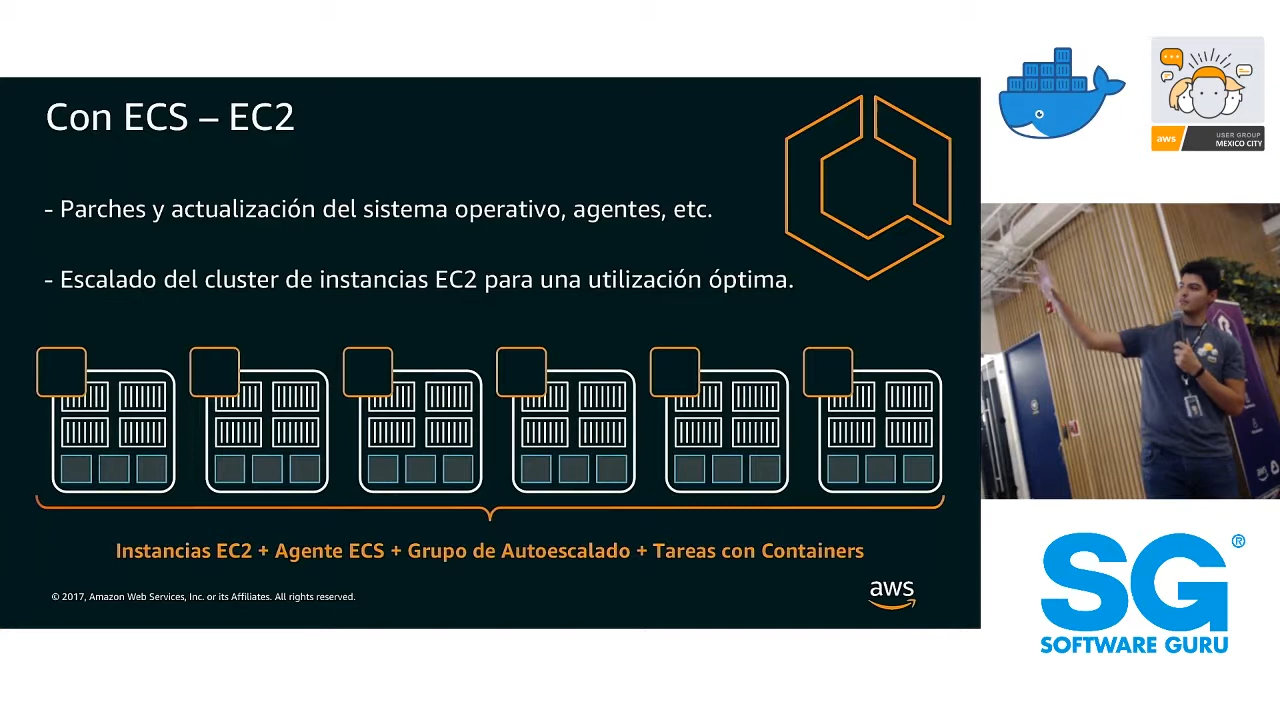 Con ECS – EC2
- Parches y actualización del sistema operativo, agentes, etc.
- Escalado del cluster de instancias EC2 para una utilización óptima.
Instancias EC2 + Agente ECS + Grupo de Autoescalado + Tareas con Containers
© 2017, Amazon Web Services, Inc. or its Affiliates. All rights reserved.
aws
aws
USER GROUP
MEXICO CITY
SG®
SOFTWARE GURU